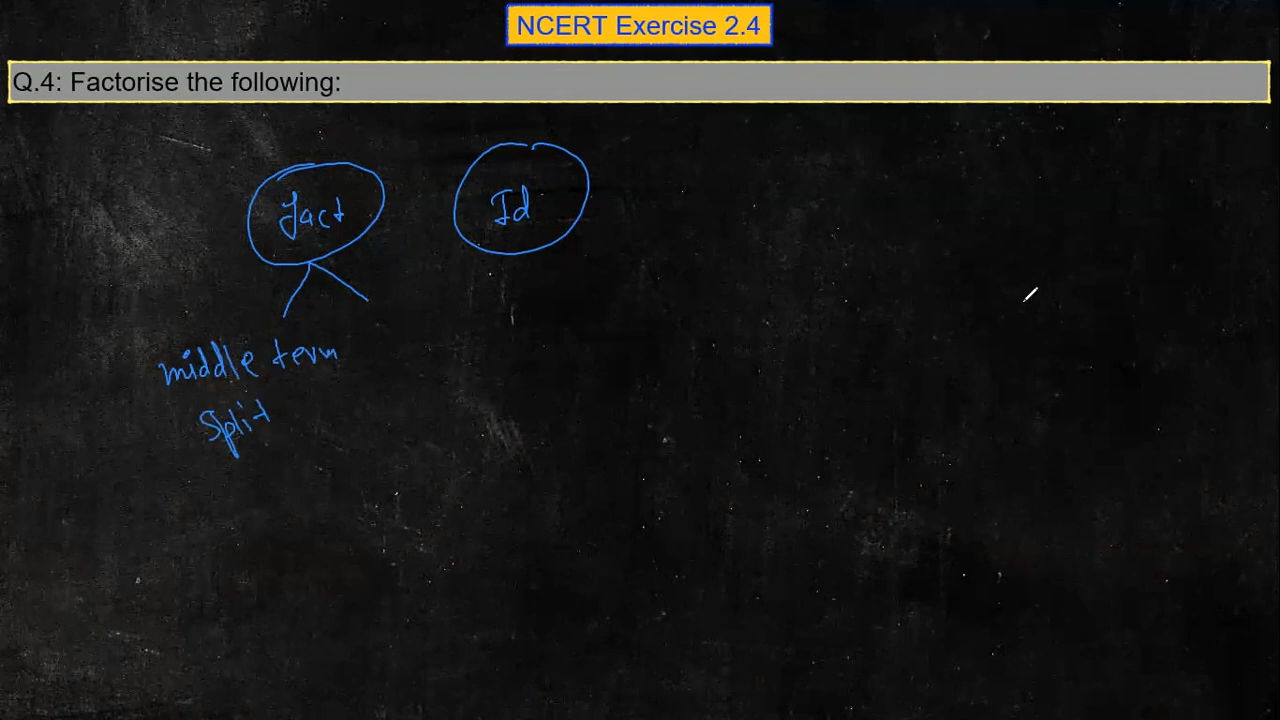 NCERT Exercise 2.4
Q.4: Factorise the following:
fact
Id
middle term
split